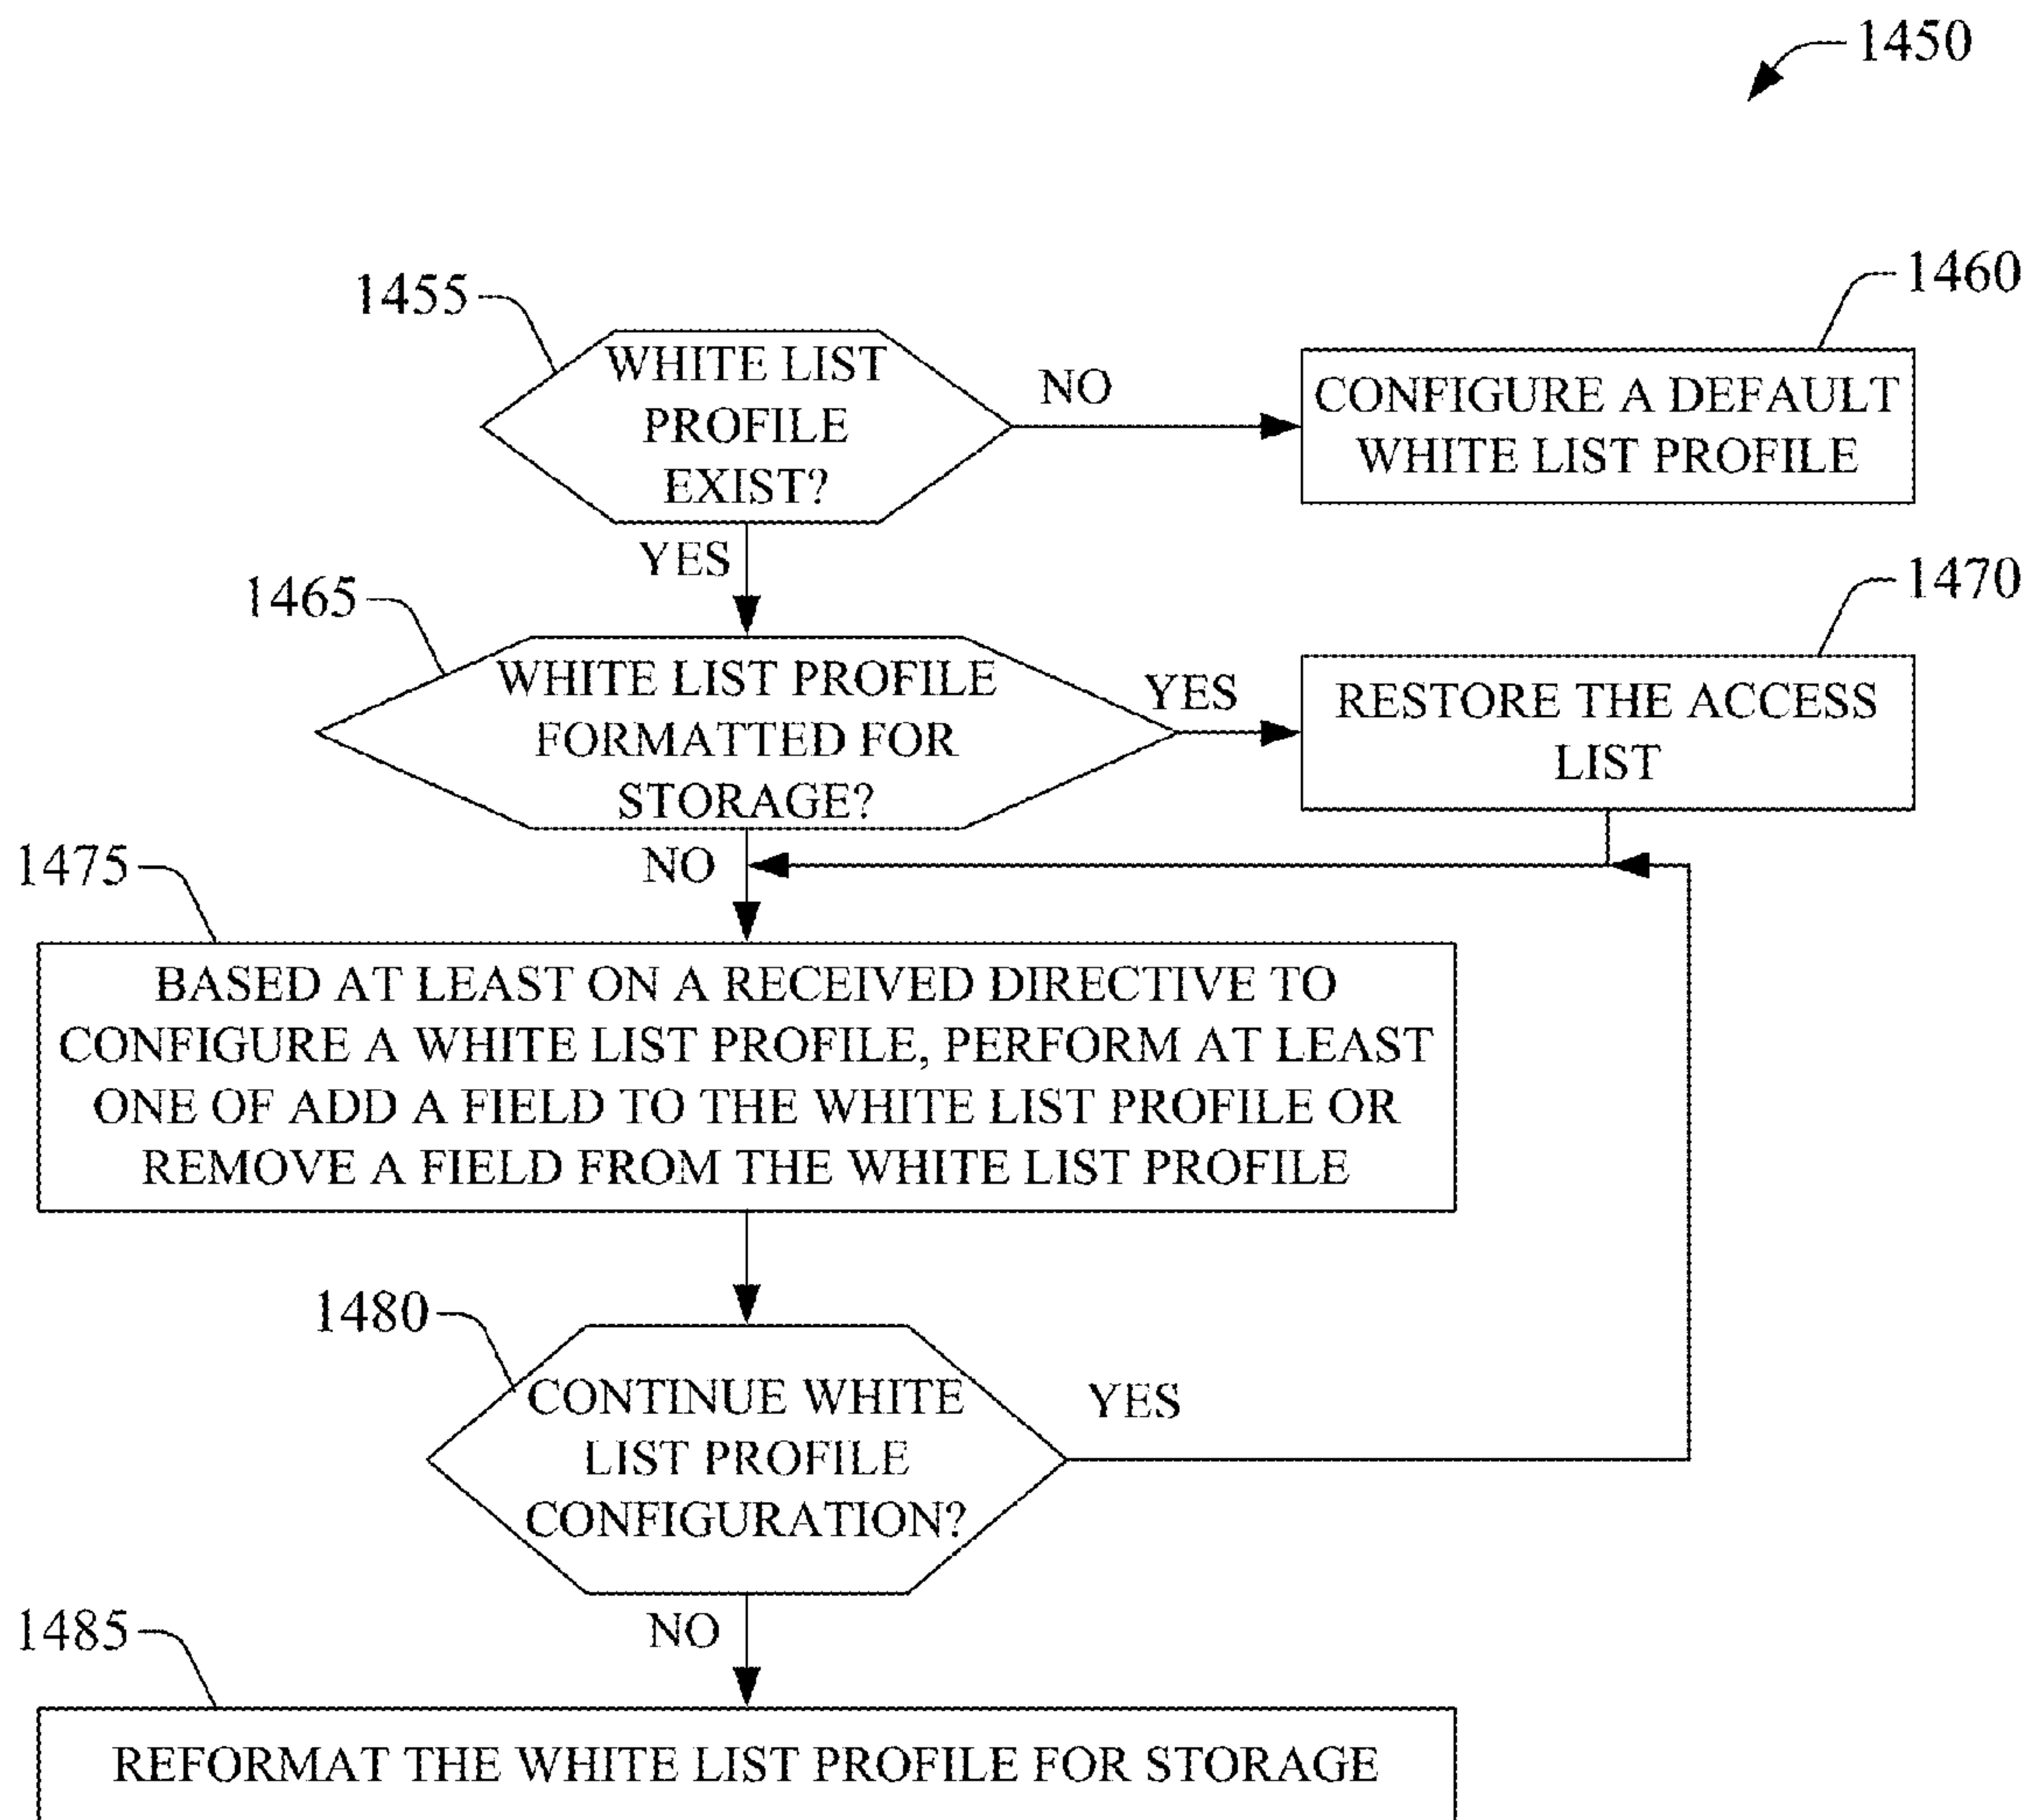 1450
1455
WHITE LIST
PROFILE
EXIST?
NO
1460
CONFIGURE A DEFAULT
WHITE LIST PROFILE
YES
1465
WHITE LIST PROFILE
FORMATTED FOR
STORAGE?
YES
1470
RESTORE THE ACCESS
LIST
NO
1475
BASED AT LEAST ON A RECEIVED DIRECTIVE TO
CONFIGURE A WHITE LIST PROFILE, PERFORM AT LEAST
ONE OF ADD A FIELD TO THE WHITE LIST PROFILE OR
REMOVE A FIELD FROM THE WHITE LIST PROFILE
1480
CONTINUE WHITE
LIST PROFILE
CONFIGURATION?
YES
NO
1485
REFORMAT THE WHITE LIST PROFILE FOR STORAGE